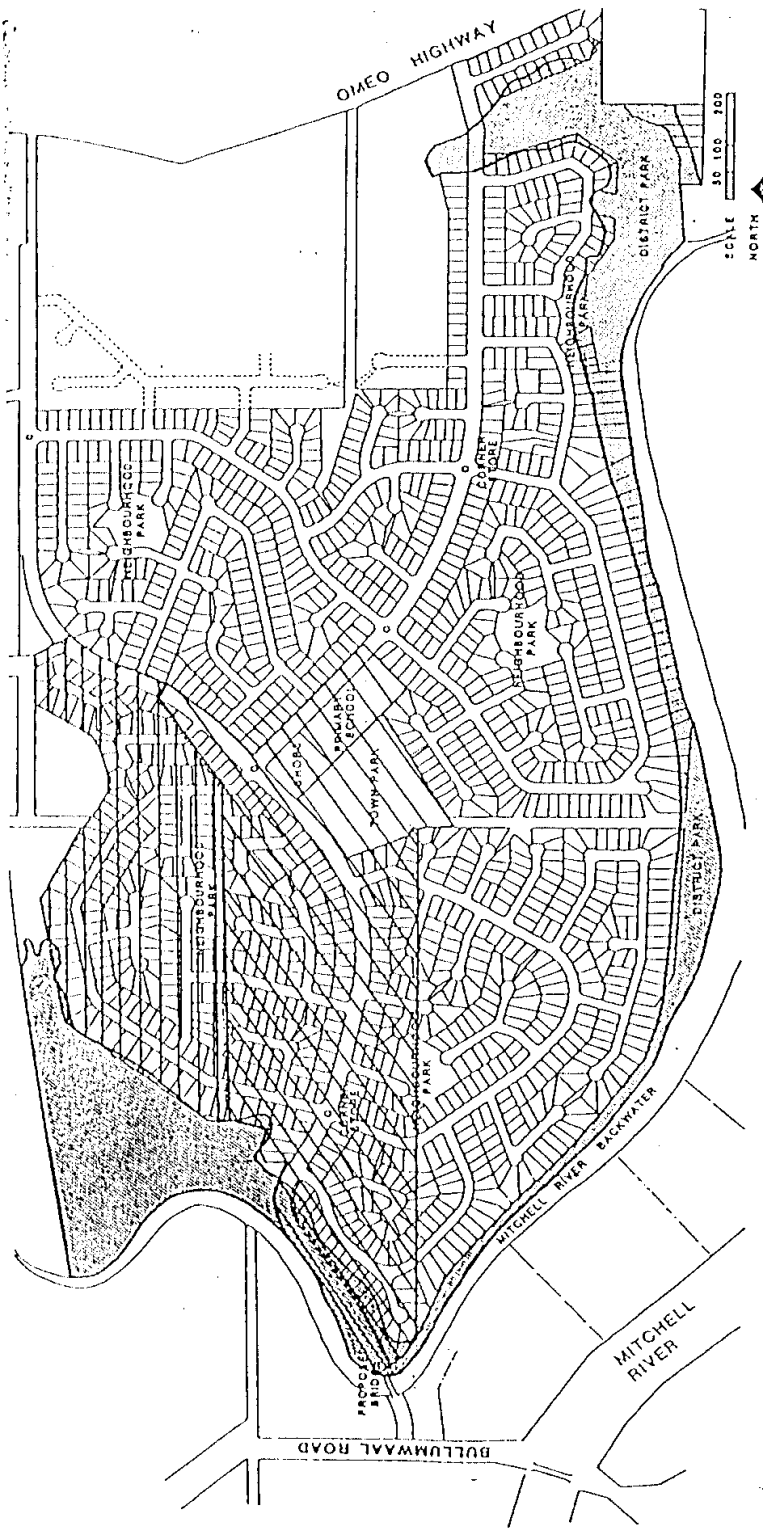 OMEO HIGHWAY
NEIGHBOURHOOD
PARK
CORNER
STORE
NEIGHBOURHOOD
PARK
DISTRICT PARK
SCALE 50 100 200
NORTH
NEIGHBOURHOOD
PARK
SHOPS
PRIMARY
SCHOOL
TOWN PARK
NEIGHBOURHOOD
PARK
DISTRICT PARK
STORE
NEIGHBOURHOOD
PARK
PROPOSED
BRIDGE
MITCHELL RIVER BACKWATER
MITCHELL
RIVER
BULLUMWAAL ROAD